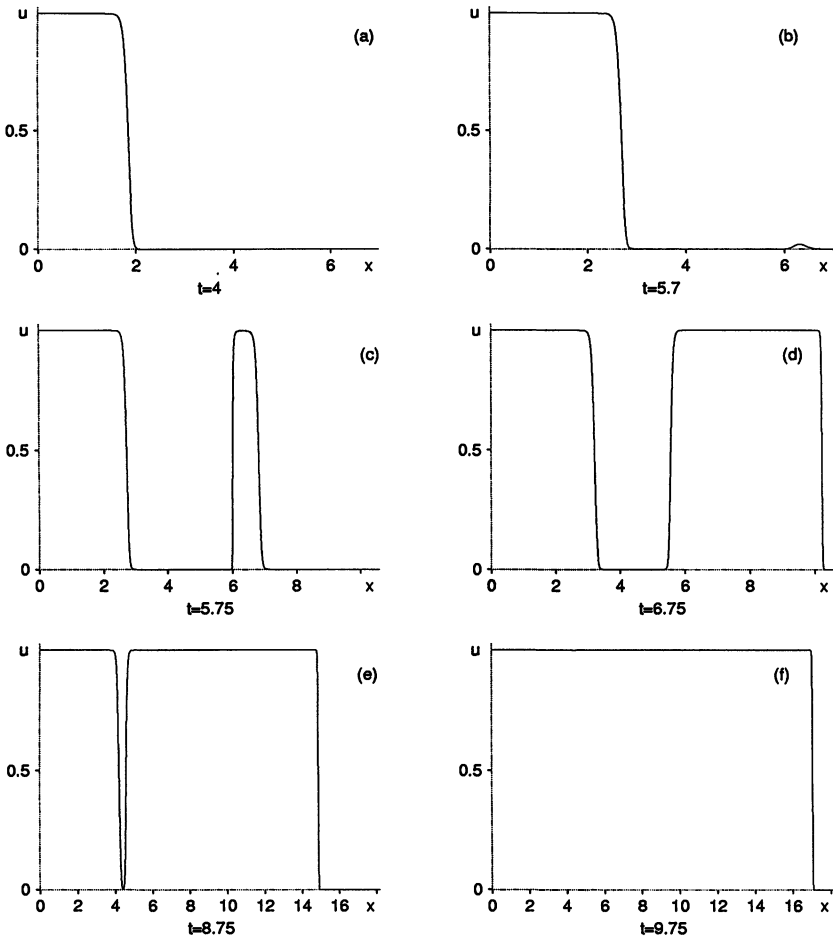 u (a)
0.5
0
0 2 4 6 x
t=4
u (b)
0.5
0
0 2 4 6 x
t=5.7
u (c)
0.5
0
0 2 4 6 8 x
t=5.75
u (d)
0.5
0
0 2 4 6 8 x
t=6.75
u (e)
0.5
0
0 2 4 6 8 10 12 14 16 x
t=8.75
u (f)
0.5
0
0 2 4 6 8 10 12 14 16 x
t=9.75